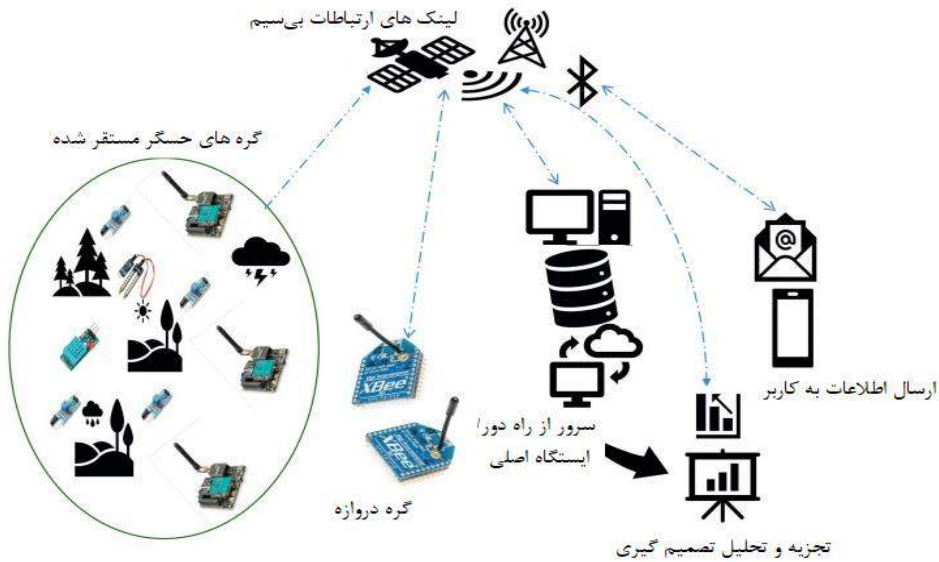 لینک های ارتباطات بی‌سیم
گره های حسگر مستقر شده
@
XBee
XBee
ارسال اطلاعات به کاربر
سرور از راه دور/
ایستگاه اصلی
گره دروازه
تجزیه و تحلیل تصمیم گیری